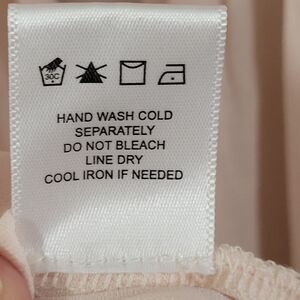 30C
HAND WASH COLD
SEPARATELY
DO NOT BLEACH
LINE DRY
COOL IRON IF NEEDED